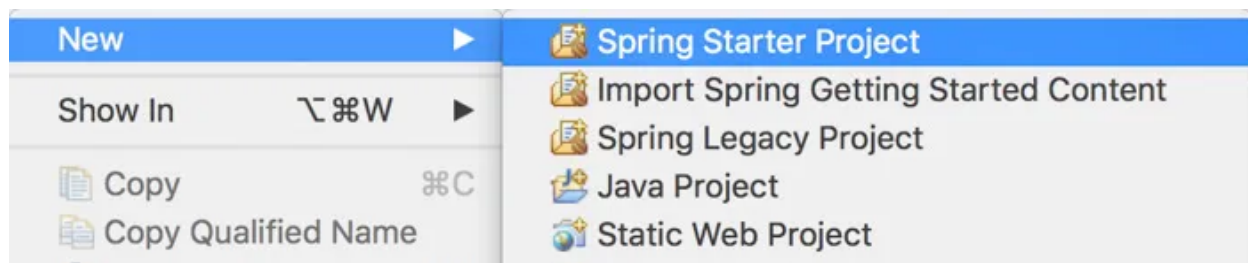 New ▶
Show In ⌥⌘W ▶
Copy ⌘C
Copy Qualified Name
Spring Starter Project
Import Spring Getting Started Content
Spring Legacy Project
Java Project
Static Web Project